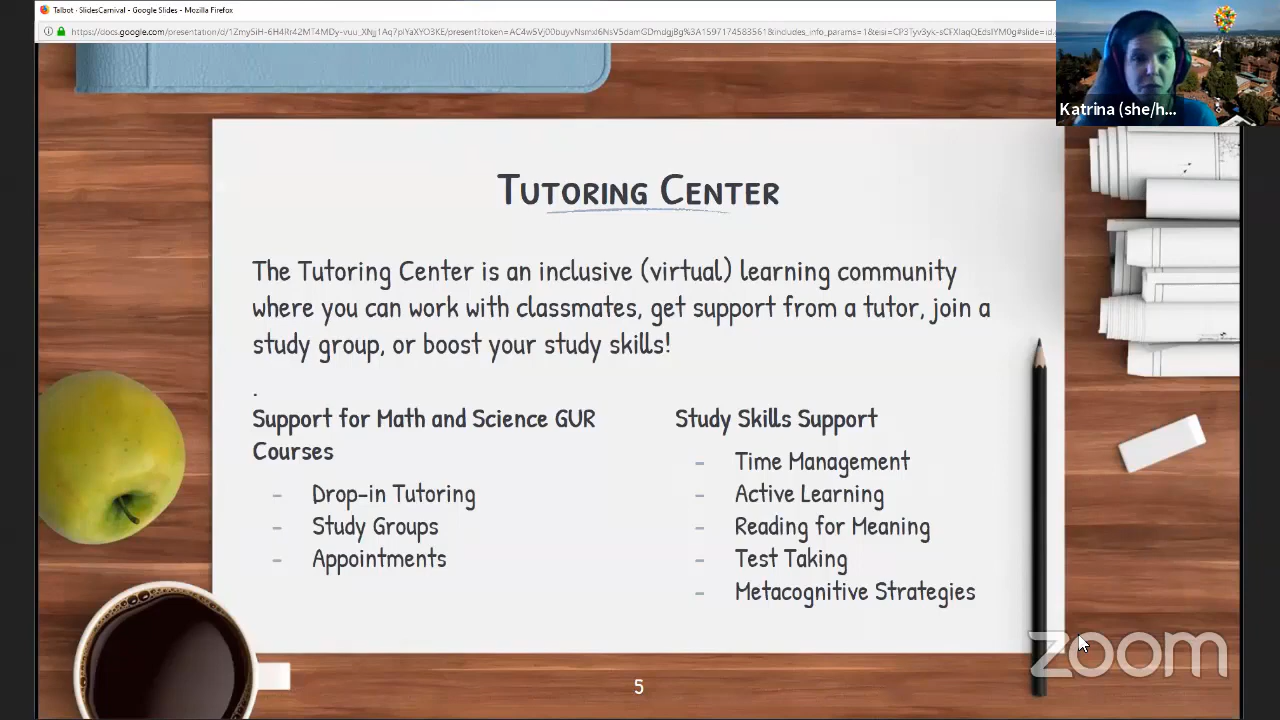 Talbot · SlidesCarnival - Google Slides - Mozilla Firefox
Katrina (she/h...
Tutoring Center
The Tutoring Center is an inclusive (virtual) learning community
where you can work with classmates, get support from a tutor, join a
study group, or boost your study skills!
.
Support for Math and Science GUR
Courses
- Drop-in Tutoring
- Study Groups
- Appointments
Study Skills Support
- Time Management
- Active Learning
- Reading for Meaning
- Test Taking
- Metacognitive Strategies
zoom
5